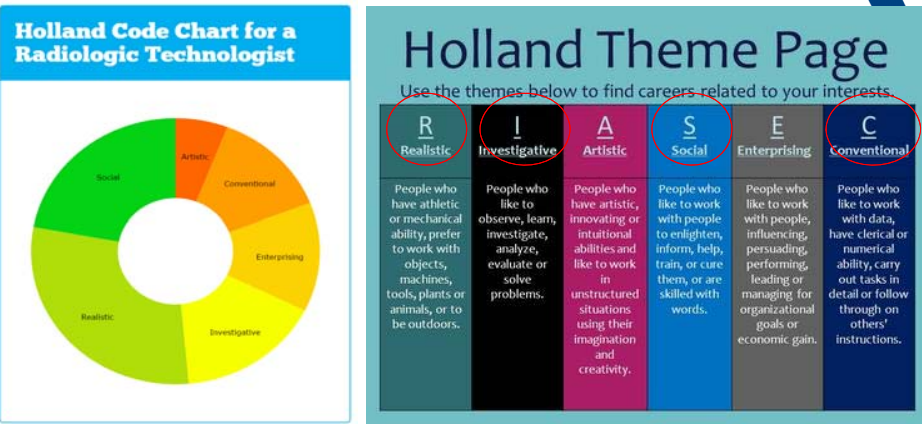 Holland Code Chart for a
Radiologic Technologist
Artistic
Social
Conventional
Enterprising
Realistic
Investigative
Holland Theme Page
Use the themes below to find careers related to your interests.
R
Realistic
People who
have athletic
or mechanical
ability, prefer
to work with
objects,
machines,
tools, plants or
animals, or to
be outdoors.
I
Investigative
People who
like to
observe, learn,
investigate,
analyze,
evaluate or
solve
problems.
A
Artistic
People who
have artistic,
innovating or
intuitional
abilities and
like to work
in
unstructured
situations
using their
imagination
and
creativity.
S
Social
People who
like to work
with people
to enlighten,
inform, help,
train, or cure
them, or are
skilled with
words.
E
Enterprising
People who
like to work
with people,
influencing,
persuading,
performing,
leading or
managing for
organizational
goals or
economic gain.
C
Conventional
People who
like to work
with data,
have clerical or
numerical
ability, carry
out tasks in
detail or follow
through on
others'
instructions.